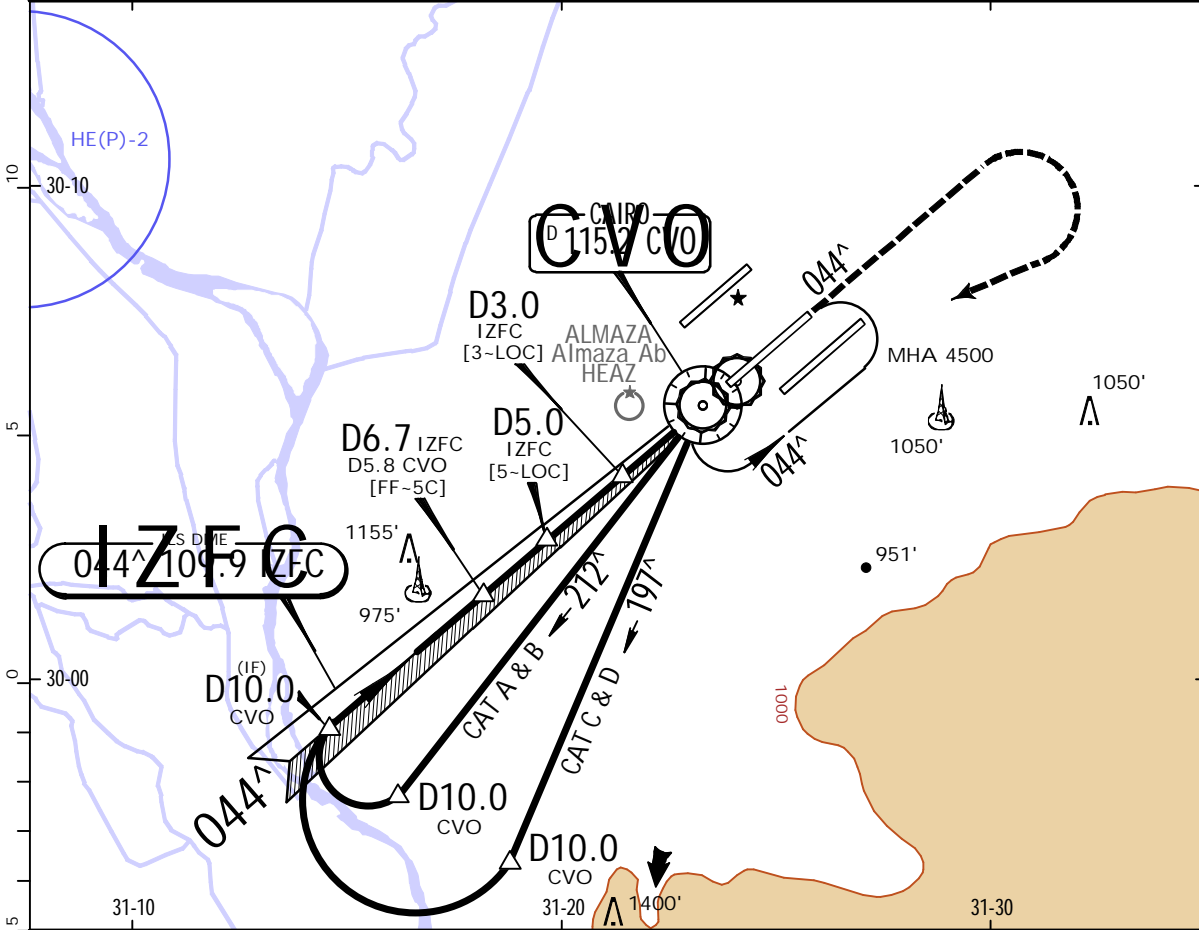 HE(P)-2
10
30-10
CAIRO
D 115.2 CVO
CVO
044^
D3.0
IZFC
[3~LOC]
ALMAZA
Almaza Ab
HEAZ
MHA 4500
1050'
1050'
044^
D5.0
IZFC
[5~LOC]
5
D6.7 IZFC
D5.8 CVO
[FF~5C]
1155'
975'
ILS DME
044^ 109.9 IZFC
IZFC
951'
212^
197^
0
30-00
(IF)
D10.0
CVO
CAT A & B
CAT C & D
1000
044^
D10.0
CVO
D10.0
CVO
1400'
5
31-10
31-20
31-30